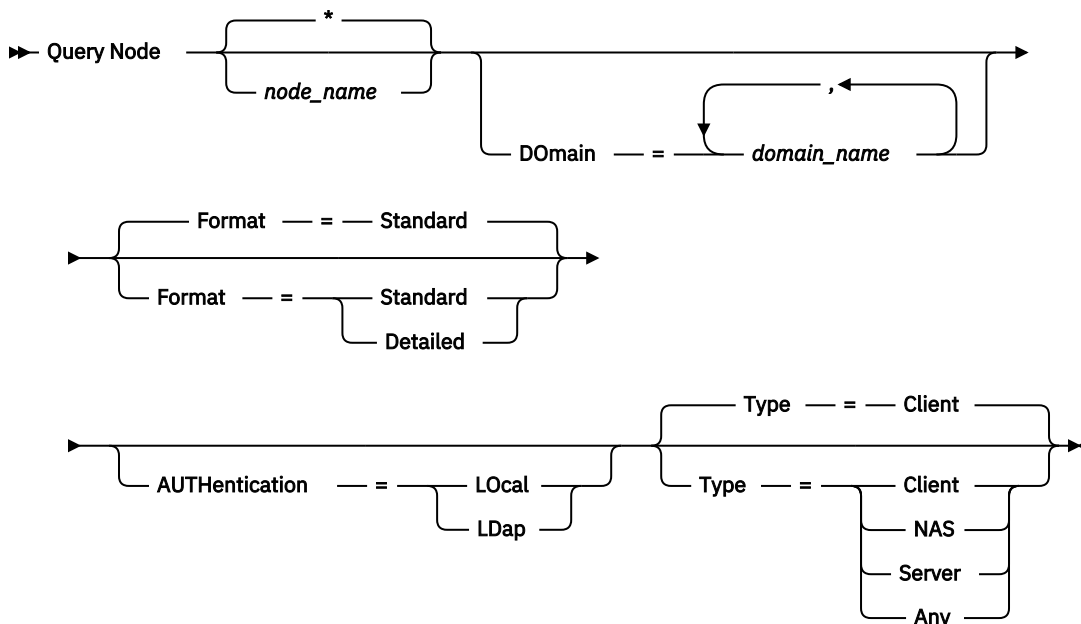 *
Query Node
node_name
,
DOmain = domain_name
Format = Standard
Format = Standard
Detailed
Type = Client
AUTHentication = LOcal
Type = Client
LDap
NAS
Server
Any